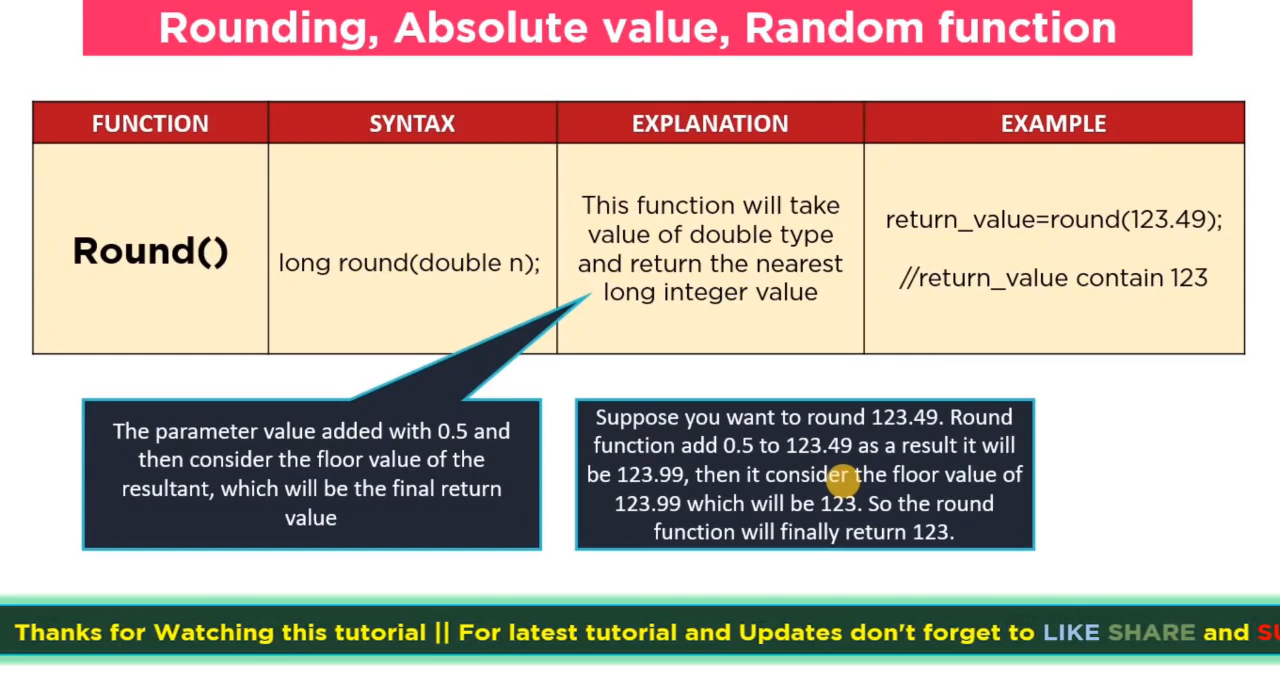 Rounding, Absolute value, Random function
FUNCTION
SYNTAX
EXPLANATION
EXAMPLE
Round()
long round(double n);
This function will take
value of double type
and return the nearest
long integer value
return_value=round(123.49);
//return_value contain 123
The parameter value added with 0.5 and
then consider the floor value of the
resultant, which will be the final return
value
Suppose you want to round 123.49. Round
function add 0.5 to 123.49 as a result it will
be 123.99, then it consider the floor value of
123.99 which will be 123. So the round
function will finally return 123.
Thanks for Watching this tutorial || For latest tutorial and Updates don't forget to LIKE SHARE and